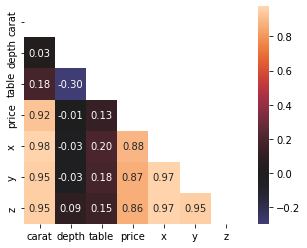 carat
depth
table
price
x
y
z
0.03
0.18 -0.30
0.92 -0.01 0.13
0.98 -0.03 0.20 0.88
0.95 -0.03 0.18 0.87 0.97
0.95 0.09 0.15 0.86 0.97 0.95
carat depth table price x y z
0.8
0.6
0.4
0.2
0.0
-0.2